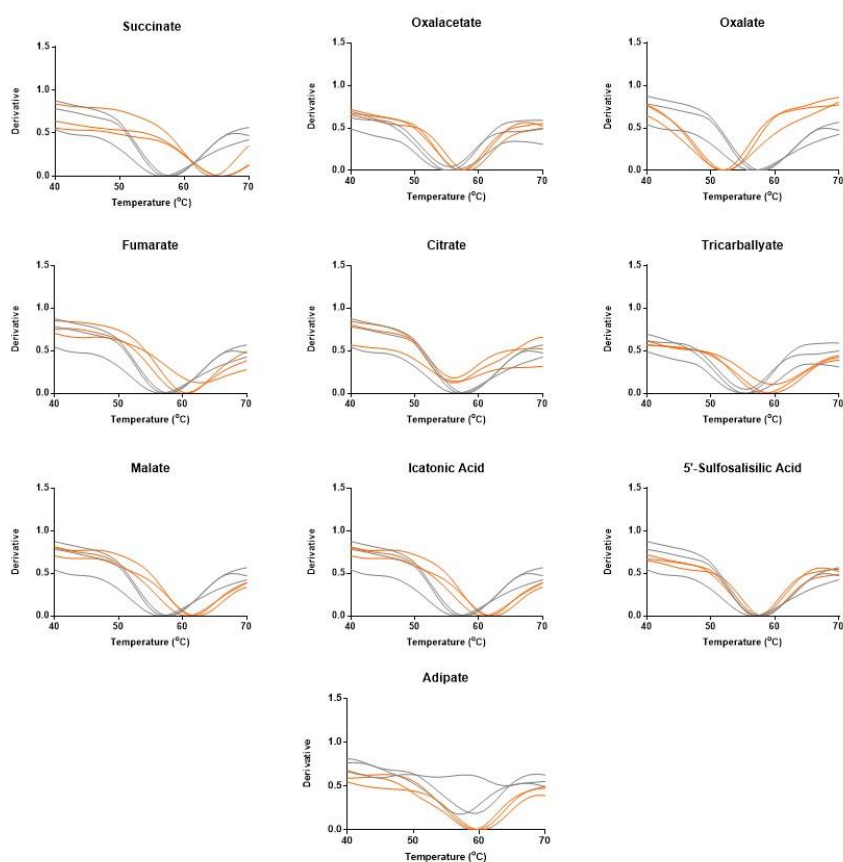 Succinate
Oxalacetate
Oxalate
1.5
1.0
0.5
0.0
Derivative
40 50 60 70
Temperature (°C)
1.5
1.0
0.5
0.0
Derivative
40 50 60 70
Temperature (°C)
1.5
1.0
0.5
0.0
Derivative
40 50 60 70
Temperature (°C)
Fumarate
Citrate
Tricarballyate
1.5
1.0
0.5
0.0
Derivative
40 50 60 70
Temperature (°C)
1.5
1.0
0.5
0.0
Derivative
40 50 60 70
Temperature (°C)
1.5
1.0
0.5
0.0
Derivative
40 50 60 70
Temperature (°C)
Malate
Icatonic Acid
5'-Sulfosalisilic Acid
1.5
1.0
0.5
0.0
Derivative
40 50 60 70
Temperature (°C)
1.5
1.0
0.5
0.0
Derivative
40 50 60 70
Temperature (°C)
1.5
1.0
0.5
0.0
Derivative
40 50 60 70
Temperature (°C)
Adipate
1.5
1.0
0.5
0.0
Derivative
40 50 60 70
Temperature (°C)